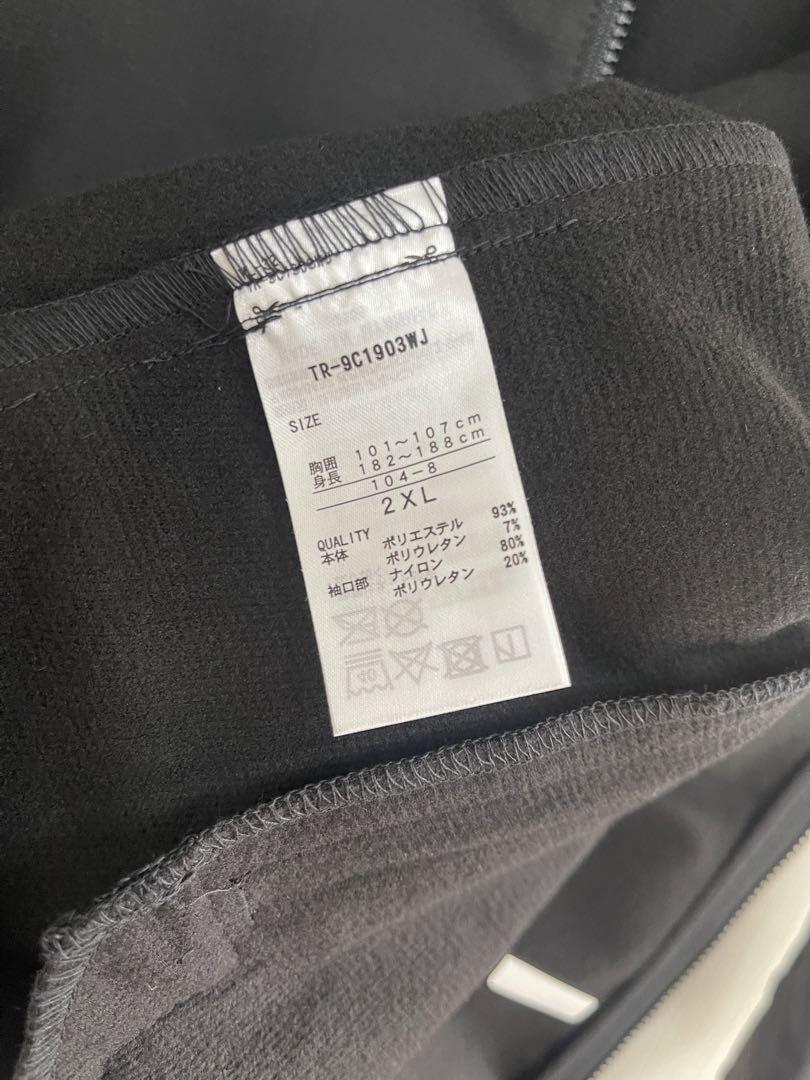 TR-9C1903WJ
SIZE
胸囲 101〜107cm
身長 182〜188cm
104-8
2XL
QUALITY
本体 ポリエステル 93%
ポリウレタン 7%
袖口部 ナイロン 80%
ポリウレタン 20%